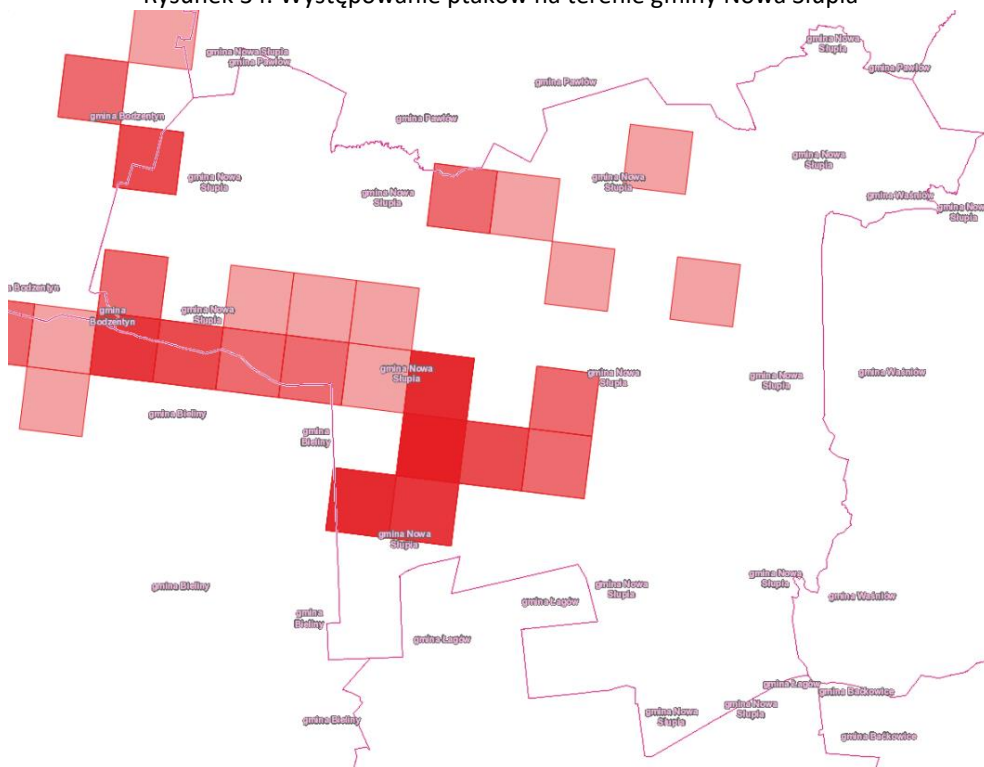 Rysunek 34. Występowanie ptaków na terenie gminy Nowa Słupia
gmina Nowa Słupia
gmina Pawłów
gmina Pawłów
gmina Nowa
Słupia
gmina Pawłów
gmina Bodzentyn
gmina Pawłów
gmina Nowa
Słupia
gmina Nowa
Słupia
gmina Nowa
Słupia
gmina Nowa
Słupia
gmina Waśniów
gmina Nowa
Słupia
a Bodzentyn
gmina
Bodzentyn
gmina Nowa
Słupia
gmina Nowa
Słupia
gmina Nowa
Słupia
gmina Nowa
Słupia
gmina Waśniów
gmina Bieliny
gmina
Bieliny
gmina Nowa
Słupia
gmina Bieliny
gmina Nowa
Słupia
gmina Nowa
Słupia
gmina Waśniów
gmina Łagów
gmina
Bieliny
gmina Łagów
gmina Łagów
gmina Baćkowice
gmina Nowa
Słupia
gmina Nowa
Słupia
gmina Bieliny
gmina Baćkowice